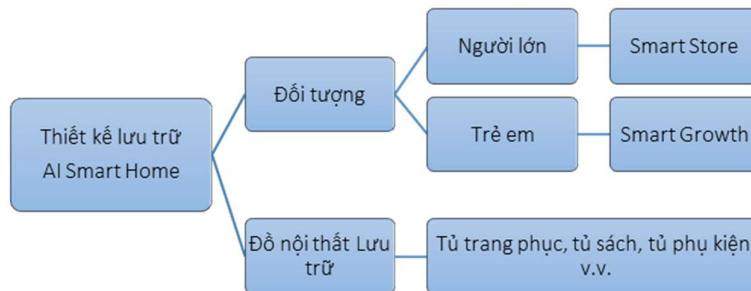 Người lớn
Smart Store
Đối tượng
Trẻ em
Smart Growth
Thiết kế lưu trữ
AI Smart Home
Đồ nội thất Lưu
trữ
Tủ trang phục, tủ sách, tủ phụ kiện
v.v.